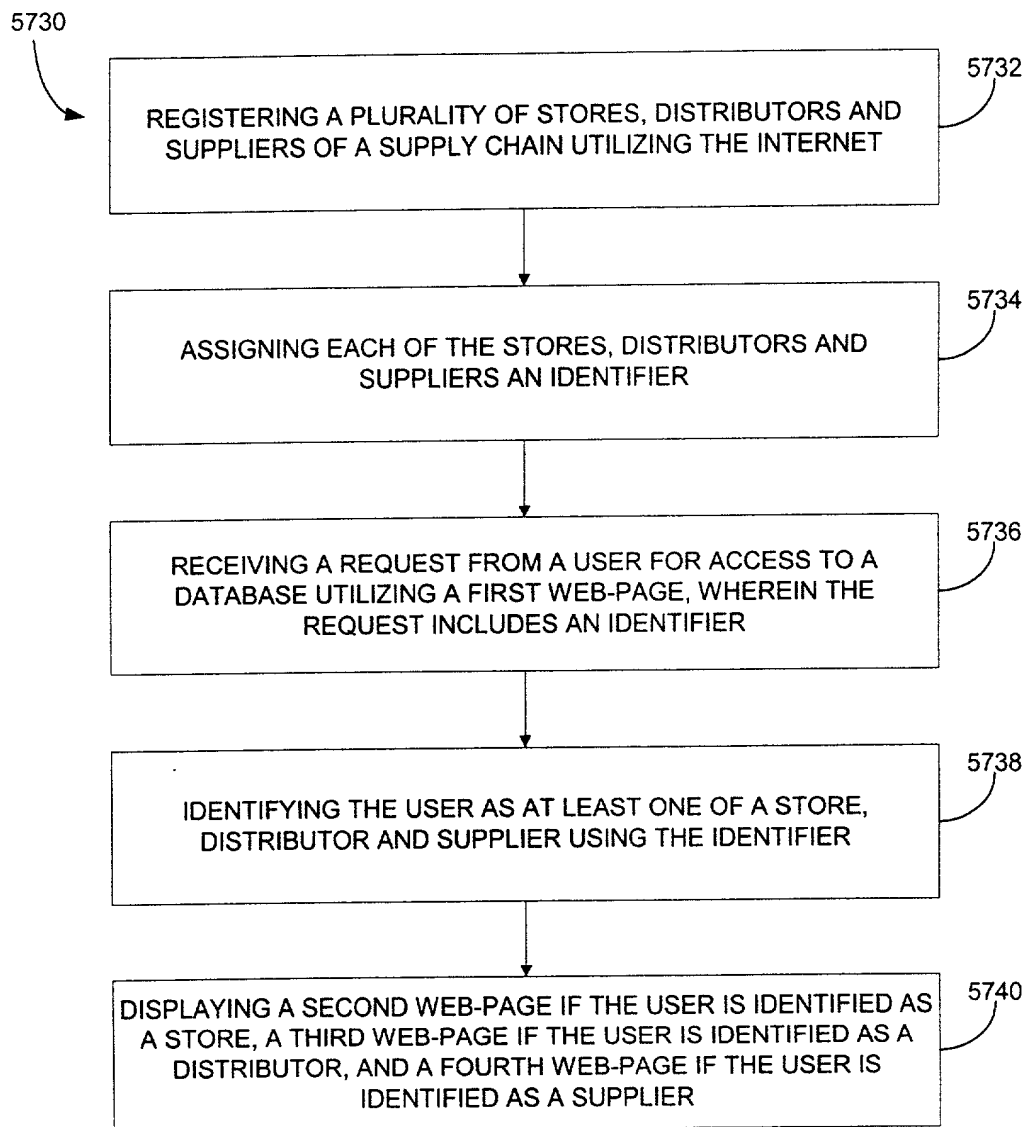 5730
5732
REGISTERING A PLURALITY OF STORES, DISTRIBUTORS AND
SUPPLIERS OF A SUPPLY CHAIN UTILIZING THE INTERNET
5734
ASSIGNING EACH OF THE STORES, DISTRIBUTORS AND
SUPPLIERS AN IDENTIFIER
5736
RECEIVING A REQUEST FROM A USER FOR ACCESS TO A
DATABASE UTILIZING A FIRST WEB-PAGE, WHEREIN THE
REQUEST INCLUDES AN IDENTIFIER
5738
IDENTIFYING THE USER AS AT LEAST ONE OF A STORE,
DISTRIBUTOR AND SUPPLIER USING THE IDENTIFIER
5740
DISPLAYING A SECOND WEB-PAGE IF THE USER IS IDENTIFIED AS
A STORE, A THIRD WEB-PAGE IF THE USER IS IDENTIFIED AS A
DISTRIBUTOR, AND A FOURTH WEB-PAGE IF THE USER IS
IDENTIFIED AS A SUPPLIER